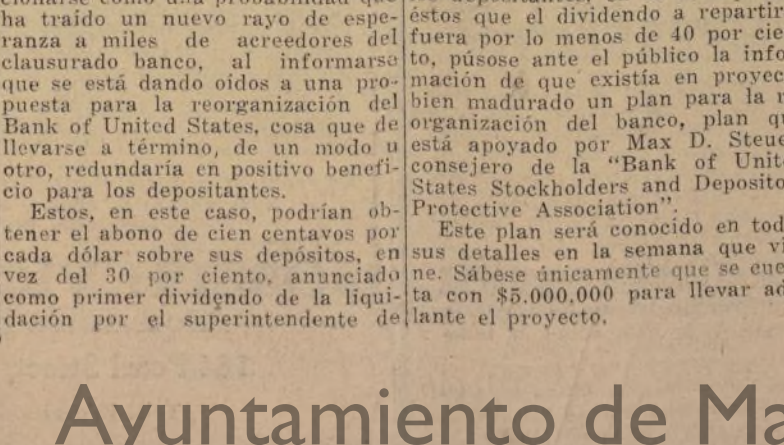 ha traído un nuevo rayo de espe-
ranza a miles de acreedores del
clausurado banco, al informarse
que se está dando oídos a una pro-
puesta para la reorganización del
Bank of United States, cosa que de
llevarse a término, de un modo u
otro, redundaría en positivo benefi-
cio para los depositantes.
Estos, en este caso, podrían ob-
tener el abono de cien centavos por
cada dólar sobre sus depósitos, en
vez del 30 por ciento, anunciado
como primer dividendo de la liqui-
dación por el superintendente de
éstos que el dividendo a repartir
fuera por lo menos de 40 por cie
to, púsose ante el público la info
mación de que existía en proyec
bien madurado un plan para la r
organización del banco, plan qu
está apoyado por Max D. Steue
consejero de la “Bank of Unite
States Stockholders and Deposito
Protective Association”.
Este plan será conocido en tod
sus detalles en la semana que vi
ne. Sábese únicamente que se cue
ta con $5.000,000 para llevar ad
lante el proyecto.
Ayuntamiento de Ma